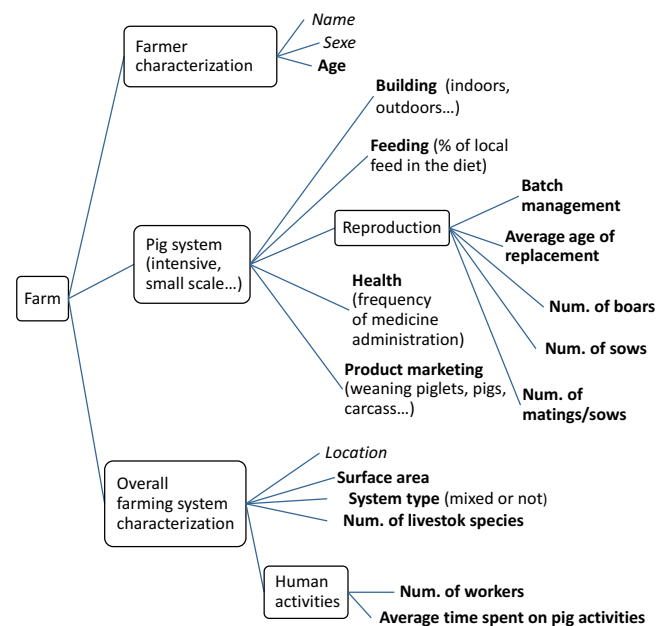 Name
Sexe
Age
Farmer
characterization
Building (indoors,
outdoors...)
Feeding (% of local
feed in the diet)
Batch
management
Reproduction
Average age of
replacement
Pig system
(intensive,
small scale...)
Farm
Health
(frequency
of medicine
administration)
Num. of boars
Num. of sows
Product marketing
(weaning piglets, pigs,
carcass...)
Num. of
matings/sows
Location
Overall
farming system
characterization
Surface area
System type (mixed or not)
Num. of livestok species
Human
activities
Num. of workers
Average time spent on pig activities